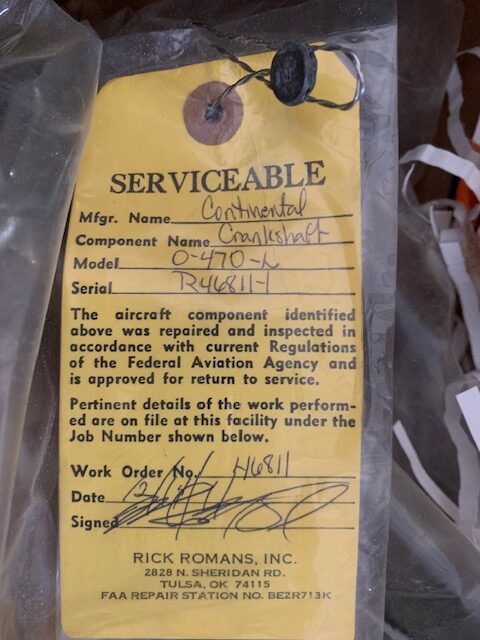 SERVICEABLE
Mfgr. Name Continental
Component Name Crankshaft
Model O-470-L
Serial R46811-1
The aircraft component identified
above was repaired and inspected in
accordance with current Regulations
of the Federal Aviation Agency and
is approved for return to service.
Pertinent details of the work perform-
ed are on file at this facility under the
Job Number shown below.
Work Order No. H6811
Date
Signed
RICK ROMANS, INC.
2828 N. SHERIDAN RD.
TULSA, OK 74115
FAA REPAIR STATION NO. BE2R713K